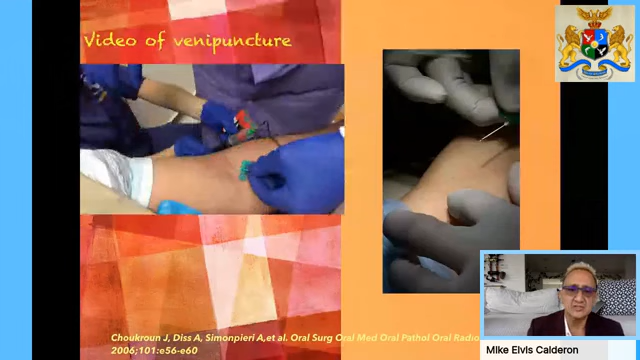 Video of venipuncture
Choukroun J, Diss A, Simonpieri A,et al. Oral Surg Oral Med Oral Pathol Oral Radio
2006;101:e56-e60
Mike Elvis Calderon